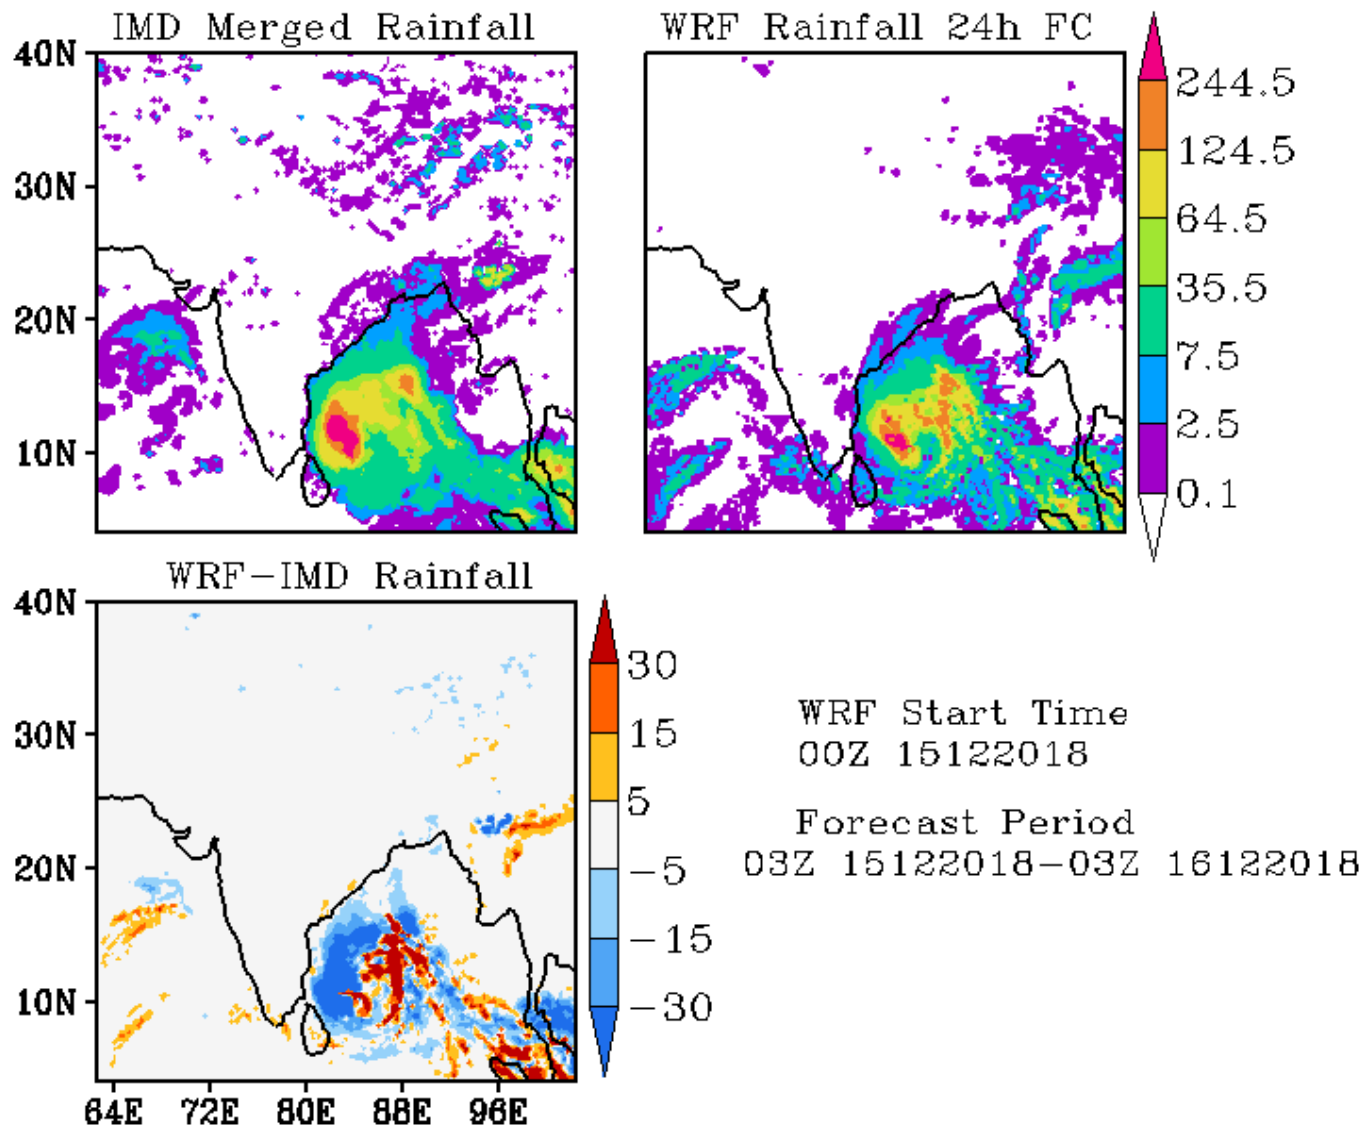 IMD Merged Rainfall
WRF Rainfall 24h FC
40N
30N
20N
10N
244.5
124.5
64.5
35.5
7.5
2.5
0.1
WRF-IMD Rainfall
40N
30N
20N
10N
64E 72E 80E 88E 96E
30
15
5
-5
-15
-30
WRF Start Time
00Z 15122018
Forecast Period
03Z 15122018-03Z 16122018